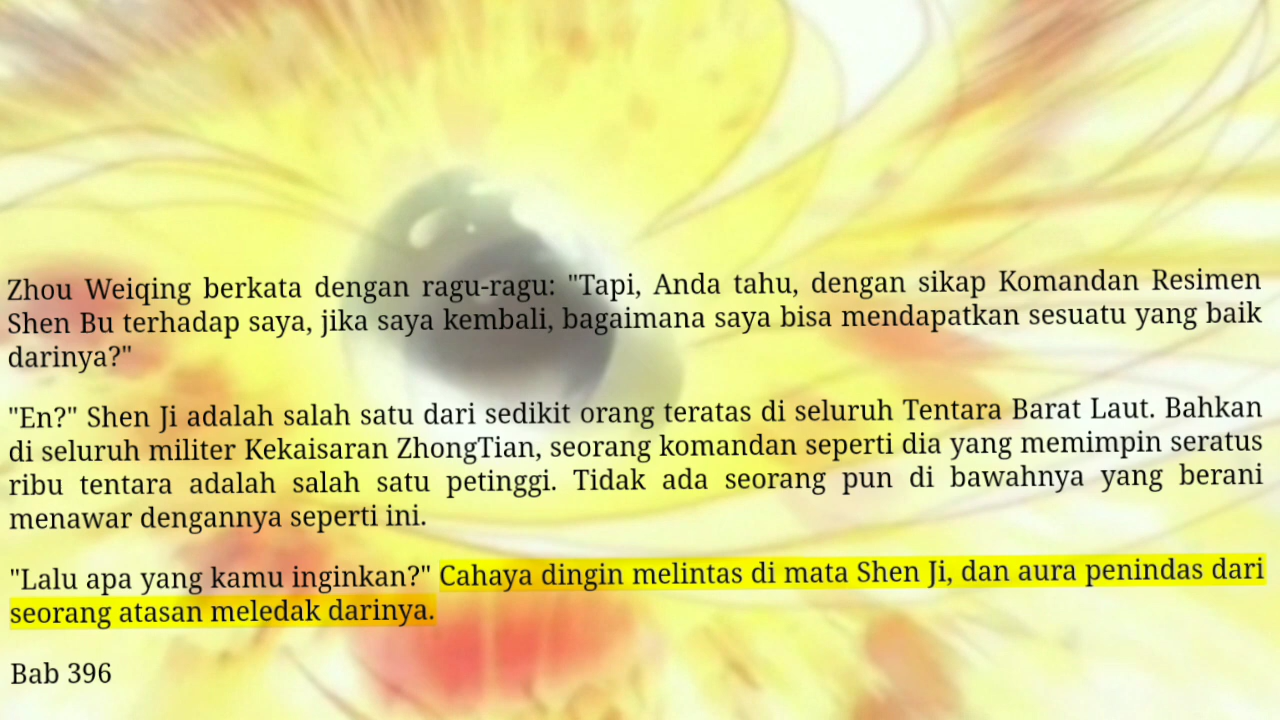 Zhou Weiqing berkata dengan ragu-ragu: "Tapi, Anda tahu, dengan sikap Komandan Resimen
Shen Bu terhadap saya, jika saya kembali, bagaimana saya bisa mendapatkan sesuatu yang baik
darinya?"
"En?" Shen Ji adalah salah satu dari sedikit orang teratas di seluruh Tentara Barat Laut. Bahkan
di seluruh militer Kekaisaran ZhongTian, seorang komandan seperti dia yang memimpin seratus
ribu tentara adalah salah satu petinggi. Tidak ada seorang pun di bawahnya yang berani
menawar dengannya seperti ini.
"Lalu apa yang kamu inginkan?" Cahaya dingin melintas di mata Shen Ji, dan aura penindas dari
seorang atasan meledak darinya.
Bab 396